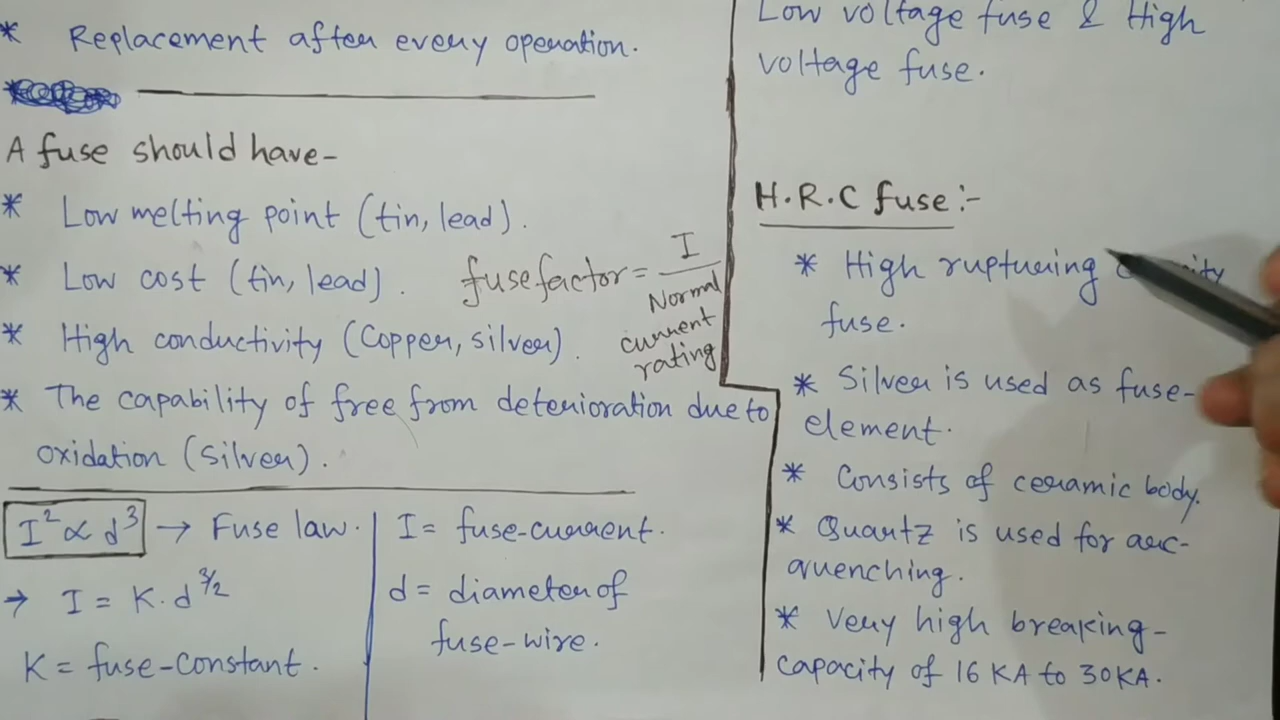 * Replacement after every operation.
A fuse should have-
* Low melting point (tin, lead).
* Low cost (tin, lead).
fuse factor = I / Normal current rating
* High conductivity (Copper, silver).
* The capability of free from deterioration due to
oxidation (silver).
I² ∝ d³ → Fuse law.
→ I = K.d^3/2
K = fuse-constant.
I = fuse-current.
d = diameter of
fuse-wire.
Low voltage fuse & High
voltage fuse.
H.R.C fuse:-
* High rupturing
fuse.
* Silver is used as fuse-
element.
* Consists of ceramic body.
* Quartz is used for arc-
quenching.
* Very high breaking-
capacity of 16 KA to 30KA.